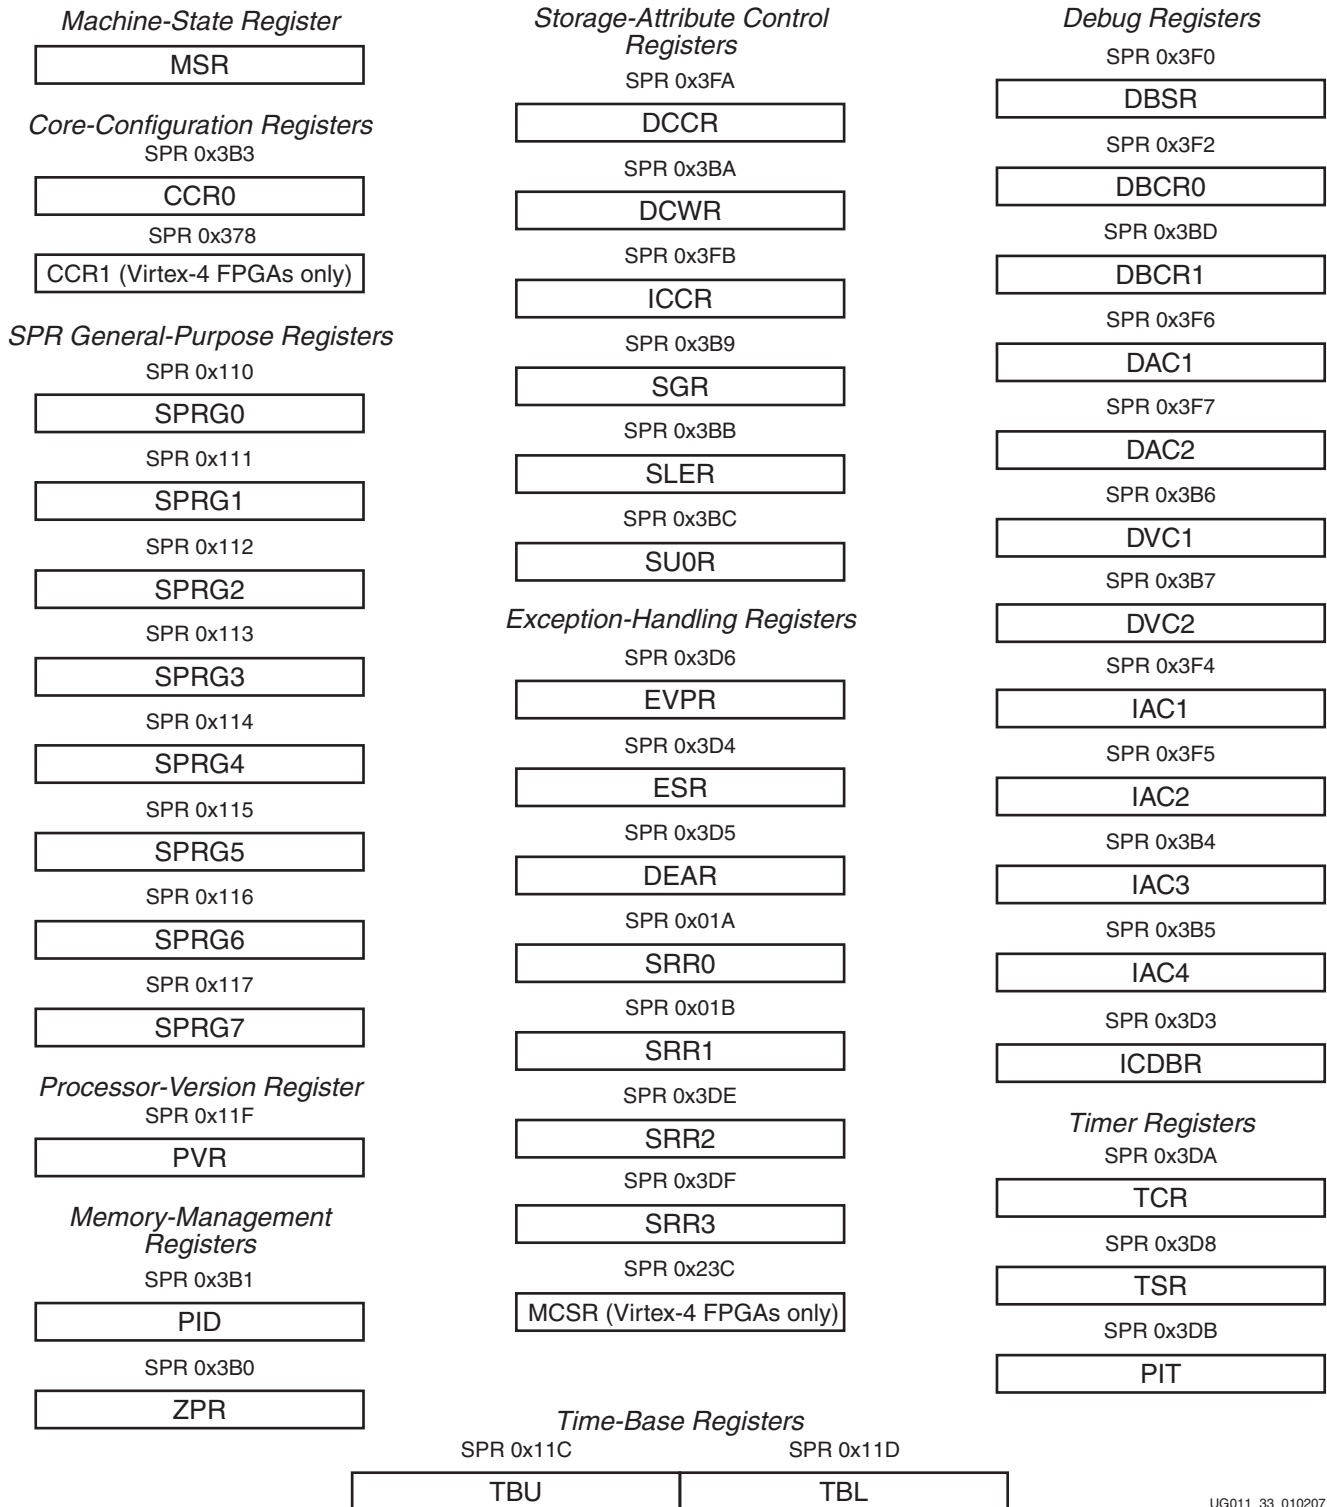 Machine-State Register
MSR
Core-Configuration Registers
SPR 0x3B3
CCR0
SPR 0x378
CCR1 (Virtex-4 FPGAs only)
SPR General-Purpose Registers
SPR 0x110
SPRG0
SPR 0x111
SPRG1
SPR 0x112
SPRG2
SPR 0x113
SPRG3
SPR 0x114
SPRG4
SPR 0x115
SPRG5
SPR 0x116
SPRG6
SPR 0x117
SPRG7
Processor-Version Register
SPR 0x11F
PVR
Memory-Management
Registers
SPR 0x3B1
PID
SPR 0x3B0
ZPR
Storage-Attribute Control
Registers
SPR 0x3FA
DCCR
SPR 0x3BA
DCWR
SPR 0x3FB
ICCR
SPR 0x3B9
SGR
SPR 0x3BB
SLER
SPR 0x3BC
SU0R
Exception-Handling Registers
SPR 0x3D6
EVPR
SPR 0x3D4
ESR
SPR 0x3D5
DEAR
SPR 0x01A
SRR0
SPR 0x01B
SRR1
SPR 0x3DE
SRR2
SPR 0x3DF
SRR3
SPR 0x23C
MCSR (Virtex-4 FPGAs only)
Debug Registers
SPR 0x3F0
DBSR
SPR 0x3F2
DBCR0
SPR 0x3BD
DBCR1
SPR 0x3F6
DAC1
SPR 0x3F7
DAC2
SPR 0x3B6
DVC1
SPR 0x3B7
DVC2
SPR 0x3F4
IAC1
SPR 0x3F5
IAC2
SPR 0x3B4
IAC3
SPR 0x3B5
IAC4
SPR 0x3D3
ICDBR
Timer Registers
SPR 0x3DA
TCR
SPR 0x3D8
TSR
SPR 0x3DB
PIT
Time-Base Registers
SPR 0x11C SPR 0x11D
TBU TBL
UG011_33_010207